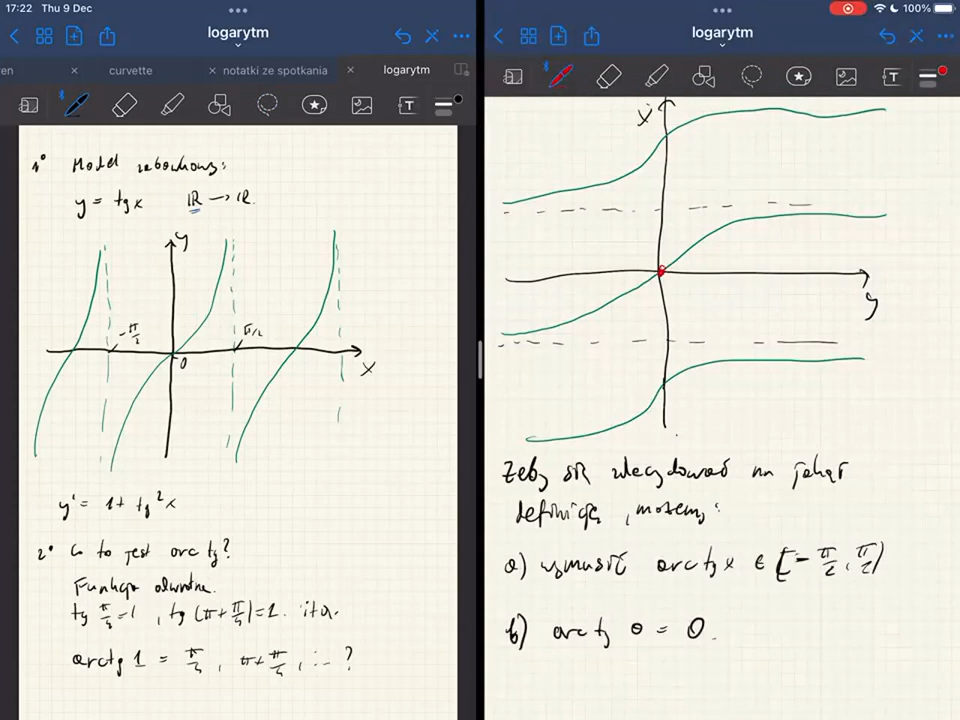 17:22 Thu 9 Dec
logarytm
ren
curvette
notatki ze spotkania
logarytm
T
1° Model zabawkowy:
y = tg x ℝ → ℝ.
y
-π/2
π/2
0
x
y' = 1 + tg²x
2° Co to jest arc tg?
Funkcja odwrotna.
tg π/4 = 1, tg(π + π/4) = 1. itd.
arctg 1 = π/4, π + π/4, ... ?
100%
logarytm
T
x
y
Żeby się zdecydować na jakąś
definicję, możemy:
a) wymusić arctg x ∈ [-π/2, π/2)
b) arctg 0 = 0.